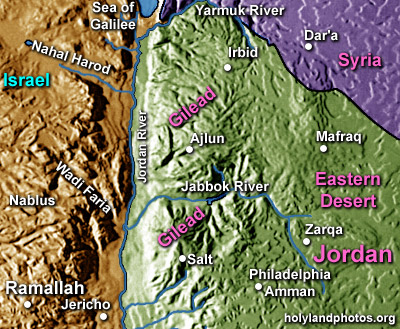 Sea of
Galilee
Yarmuk River
Dar'a
Irbid
Syria
Nahal Harod
Israel
Gilead
Jordan River
Ajlun
Mafraq
Wadi Faria
Jabbok River
Eastern
Desert
Nablus
Gilead
Zarqa
Jordan
Salt
Philadelphia
Amman
Ramallah
Jericho
holylandphotos.org